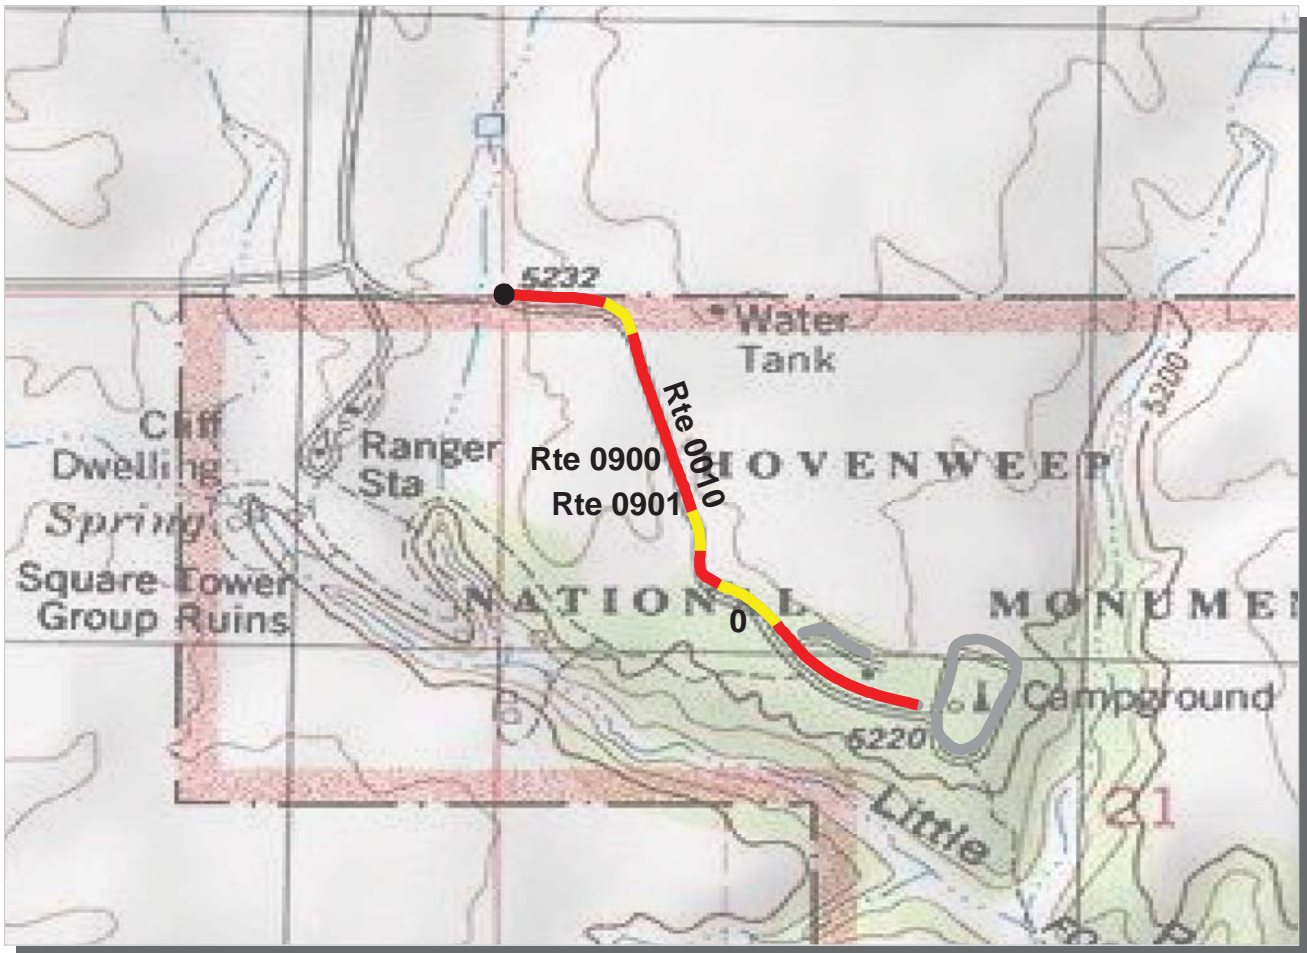 5232
Water
Tank
5200
Rte 0010
Cliff
Dwelling
Ranger
Sta
Rte 0900
HOVENWEEP
Rte 0901
Spring
Square Tower
Group Ruins
NATIONAL MONUMEN
0
Campground
5220
Little
21